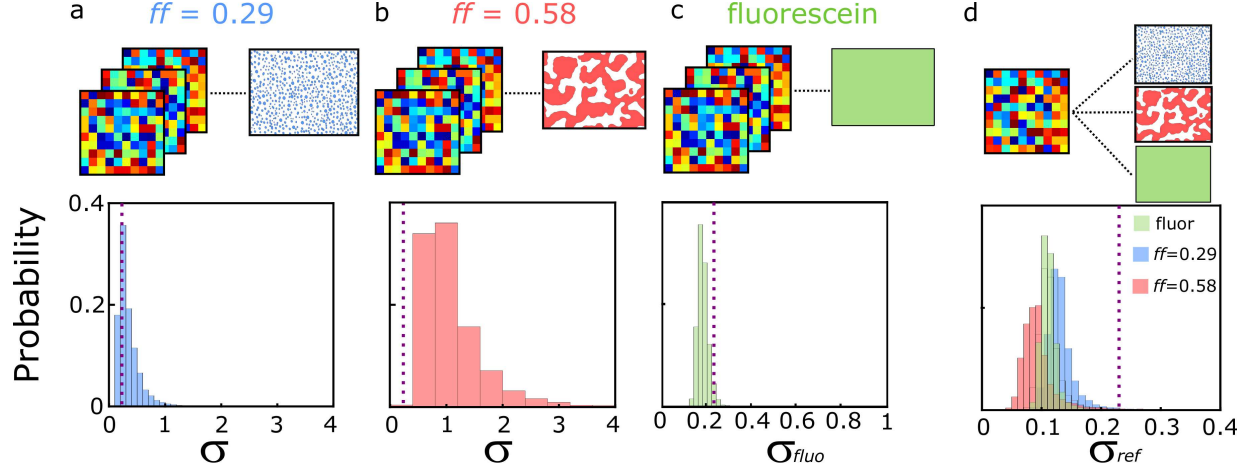 a ff = 0.29
b ff = 0.58
c fluorescein
d
Probability
0.4
0.2
0
0 1 2 3 4
σ
0 1 2 3 4
σ
0 0.2 0.4 0.6 0.8 1
σfluo
fluor
ff=0.29
ff=0.58
0 0.1 0.2 0.3 0.4
σref